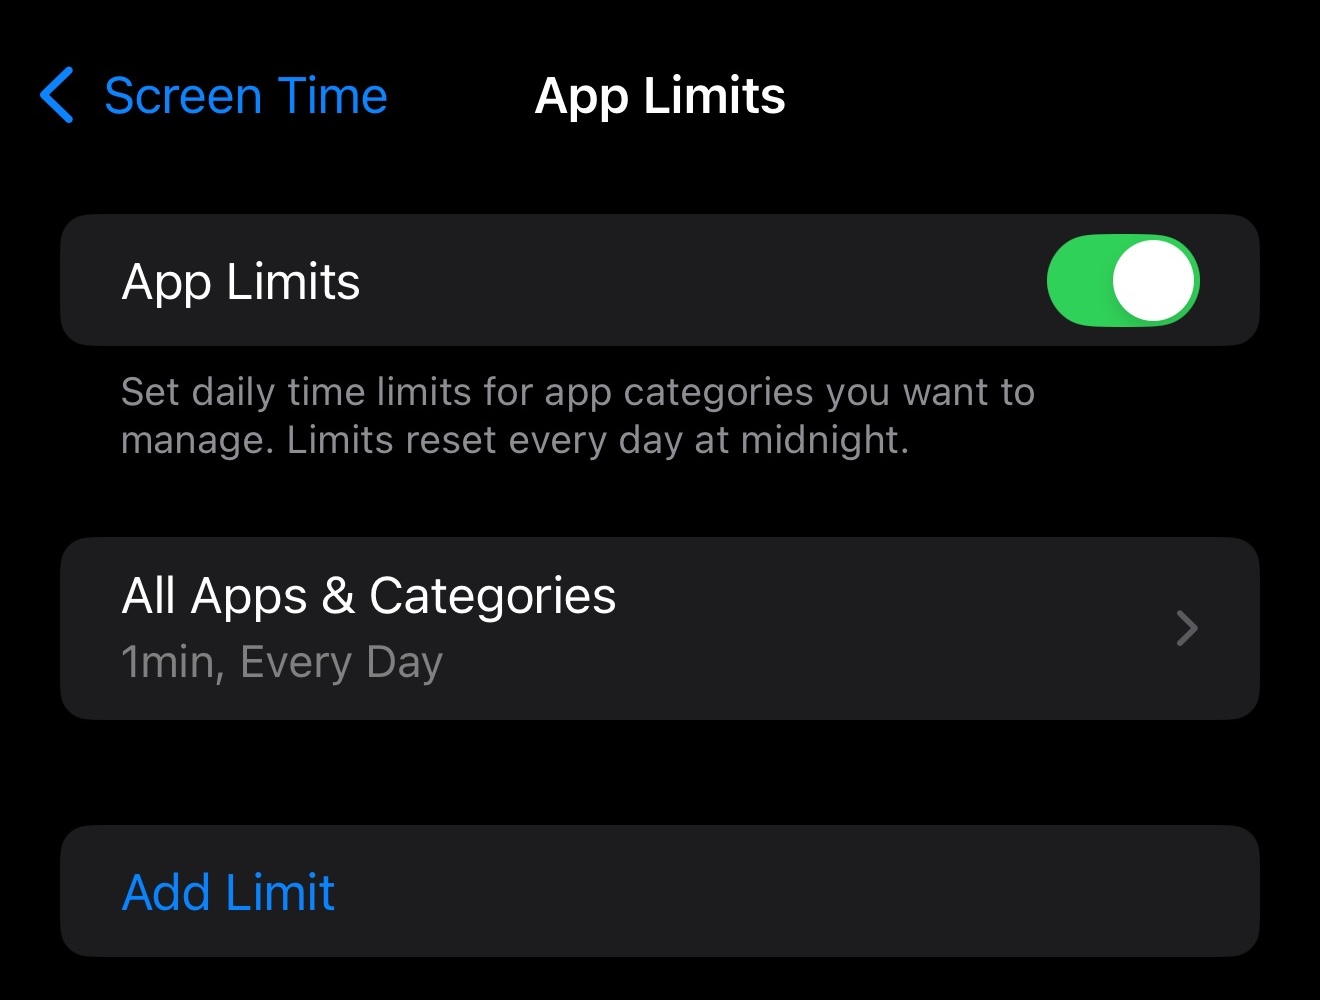 Screen Time
App Limits
App Limits
Set daily time limits for app categories you want to
manage. Limits reset every day at midnight.
All Apps & Categories
1min, Every Day
Add Limit